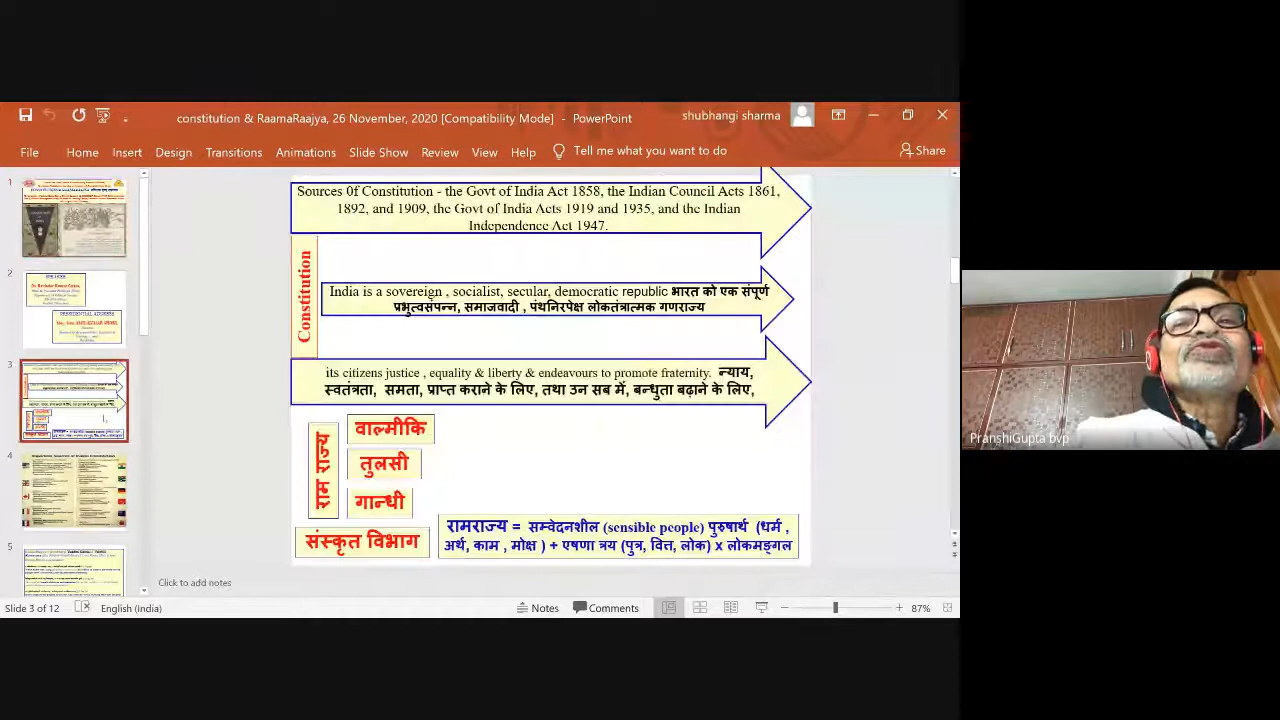 constitution & RaamaRaajya, 26 November, 2020 [Compatibility Mode] - PowerPoint
shubhangi sharma
File Home Insert Design Transitions Animations Slide Show Review View Help Tell me what you want to do Share
1
2
3
4
5
Sources 0f Constitution - the Govt of India Act 1858, the Indian Council Acts 1861,
1892, and 1909, the Govt of India Acts 1919 and 1935, and the Indian
Independence Act 1947.
Constitution
India is a sovereign , socialist, secular, democratic republic भारत को एक संपूर्ण
प्रभुत्वसंपन्न, समाजवादी , पंथनिरपेक्ष लोकतंत्रात्मक गणराज्य
its citizens justice , equality & liberty & endeavours to promote fraternity. न्याय,
स्वतंत्रता, समता, प्राप्त कराने के लिए, तथा उन सब में, बन्धुता बढ़ाने के लिए,
राम राज्य
वाल्मीकि
तुलसी
गान्धी
संस्कृत विभाग
रामराज्य = सम्वेदनशील (sensible people) पुरुषार्थ (धर्म ,
अर्थ, काम , मोक्ष ) + एषणा त्रय (पुत्र, वित्त, लोक) x लोकमङ्गल
PranshiGupta bvp
Click to add notes
Slide 3 of 12 English (india) Notes Comments 87%